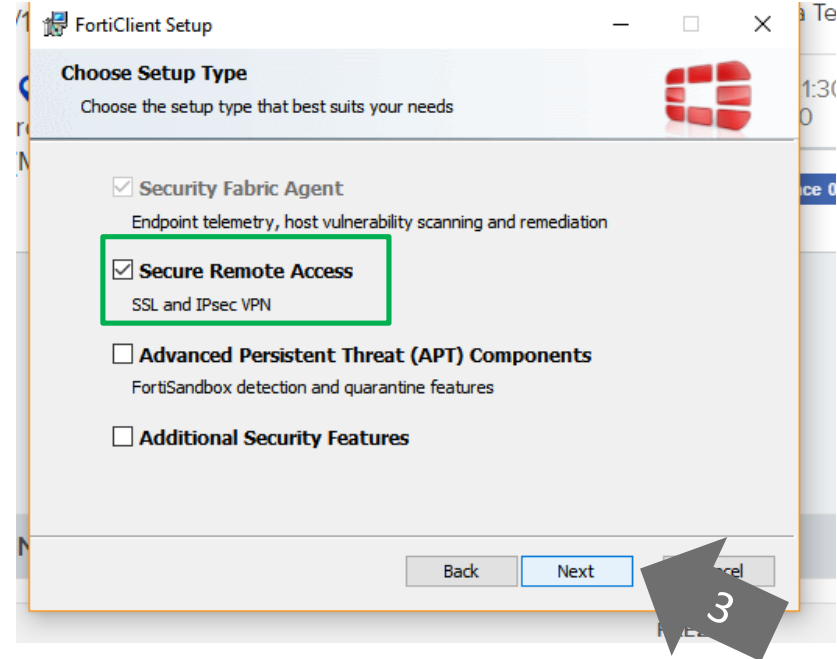 FortiClient Setup
Choose Setup Type
Choose the setup type that best suits your needs
Security Fabric Agent
Endpoint telemetry, host vulnerability scanning and remediation
Secure Remote Access
SSL and IPsec VPN
Advanced Persistent Threat (APT) Components
FortiSandbox detection and quarantine features
Additional Security Features
Back Next
3